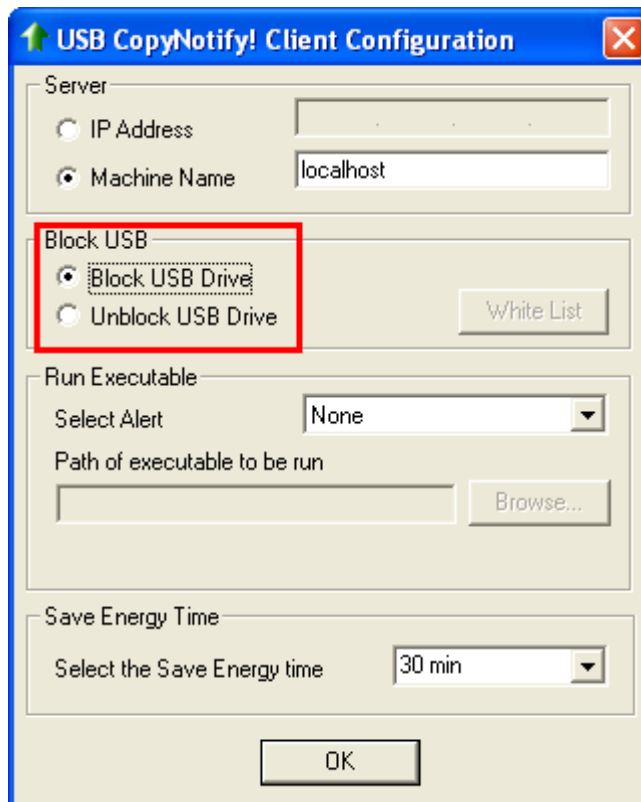 USB CopyNotify! Client Configuration
Server
IP Address
. . .
Machine Name localhost
Block USB
Block USB Drive
Unblock USB Drive White List
Run Executable
Select Alert None
Path of executable to be run
Browse...
Save Energy Time
Select the Save Energy time 30 min
OK